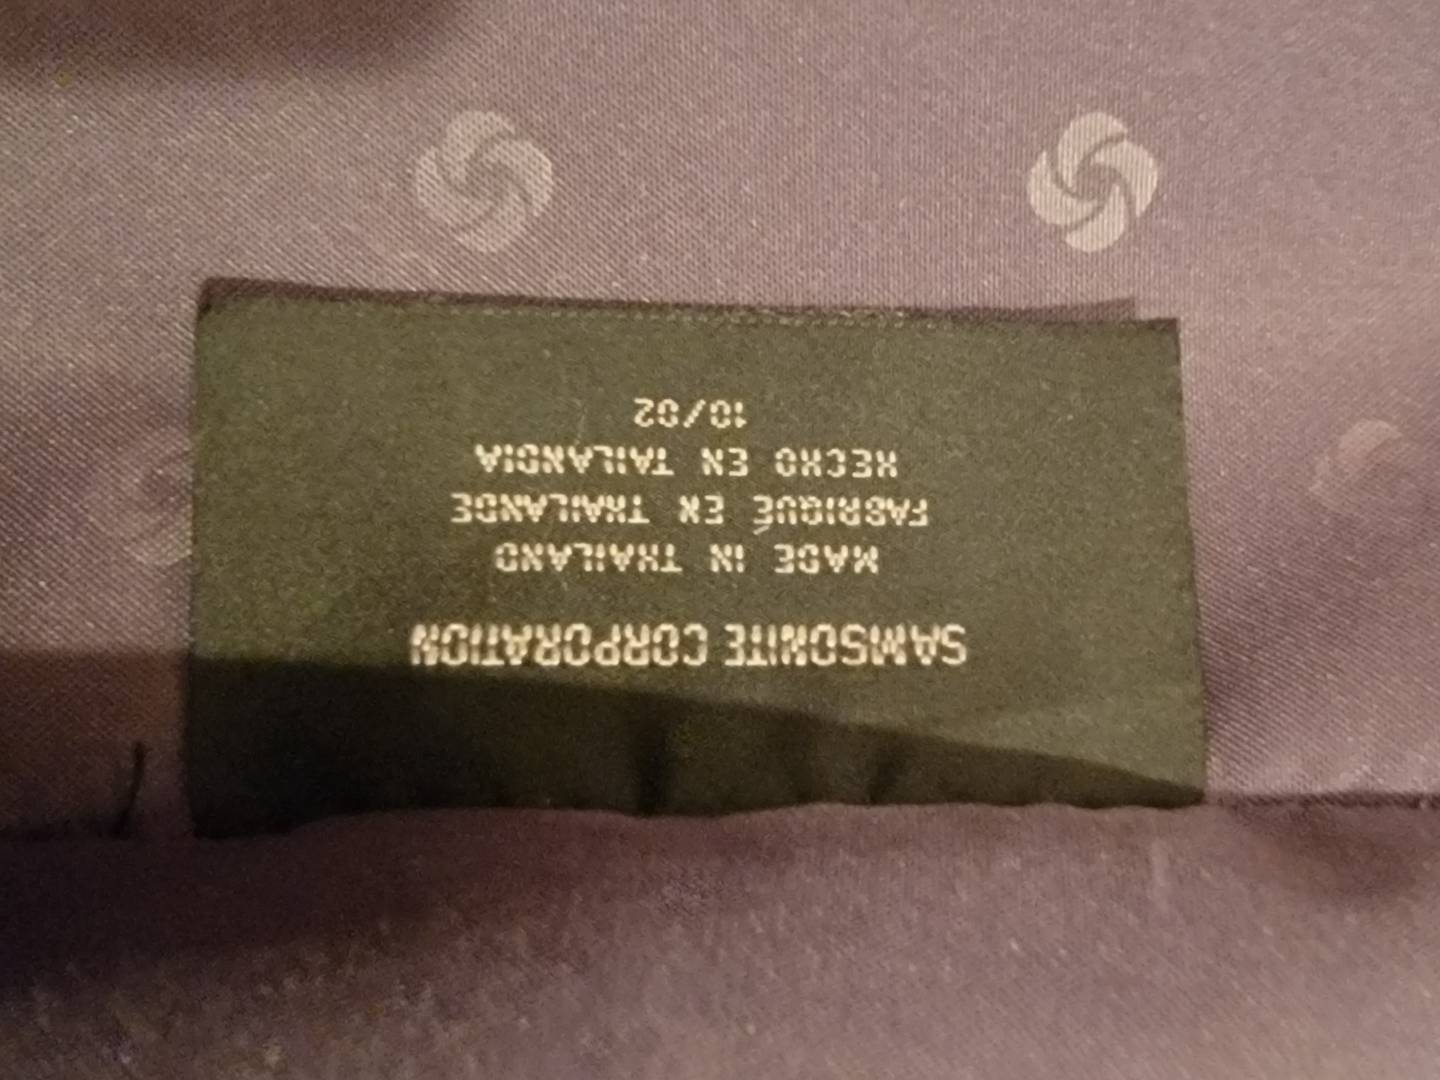 SAMSONITE CORPORATION
MADE IN THAILAND
FABRIQUÉ EN THAILANDE
HECHO EN TAILANDIA
10/02